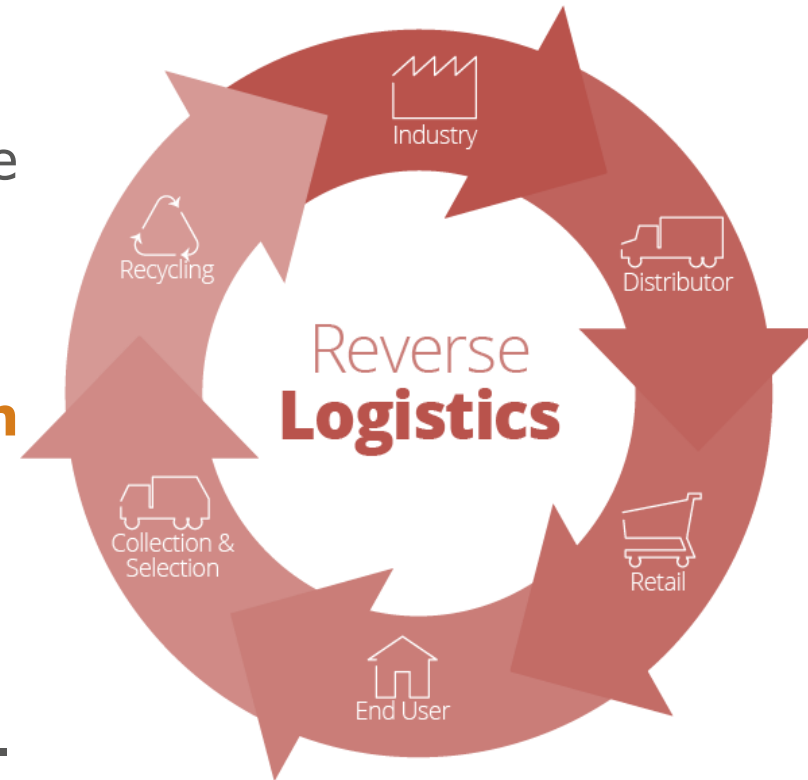 e
n
Industry
Distributor
Retail
End User
Collection &
Selection
Recycling
Reverse
Logistics